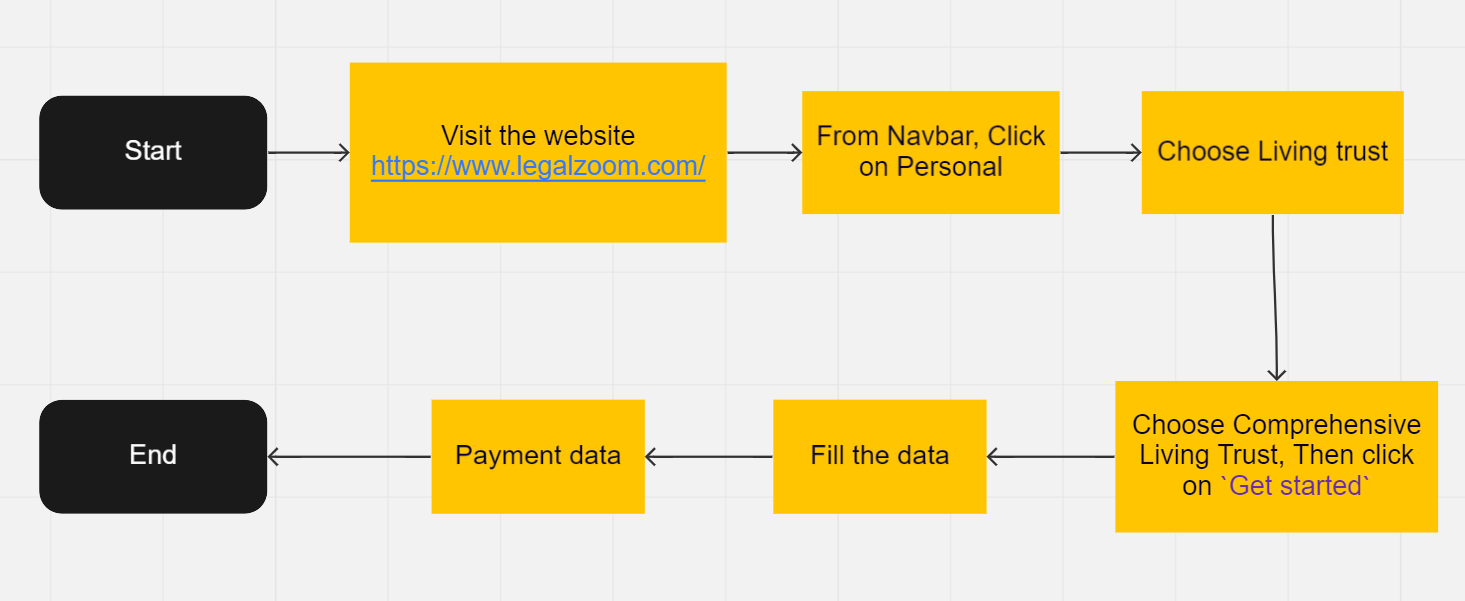 Start
Visit the website
https://www.legalzoom.com/
From Navbar, Click
on Personal
Choose Living trust
Choose Comprehensive
Living Trust, Then click
on `Get started`
Fill the data
Payment data
End